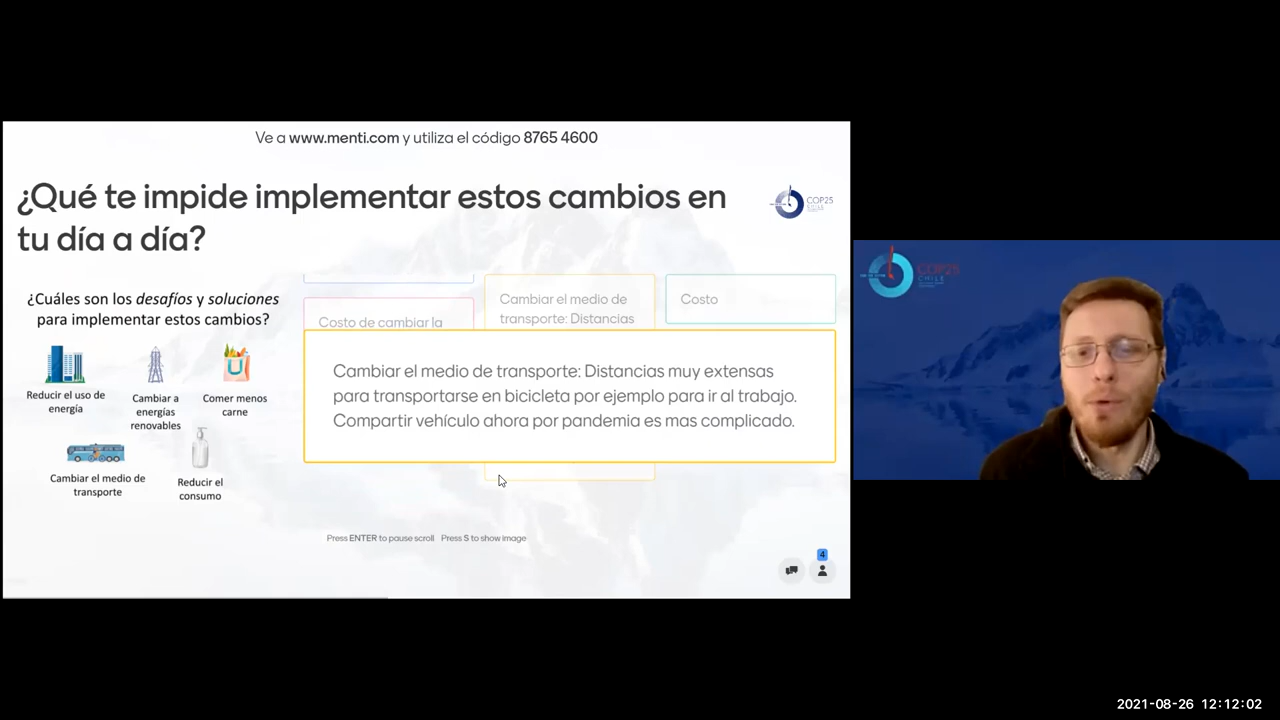 Ve a www.menti.com y utiliza el código 8765 4600
¿Qué te impide implementar estos cambios en
tu día a día?
COP25
¿Cuáles son los desafíos y soluciones
para implementar estos cambios?
Reducir el uso de
energía
Cambiar a
energías
renovables
Comer menos
carne
Cambiar el medio de
transporte
Reducir el
consumo
Costo de cambiar la
Cambiar el medio de
transporte: Distancias
Costo
Cambiar el medio de transporte: Distancias muy extensas
para transportarse en bicicleta por ejemplo para ir al trabajo.
Compartir vehículo ahora por pandemia es mas complicado.
Press ENTER to pause scroll Press S to show image
4
COP25
CHILE
2021-08-26 12:12:02